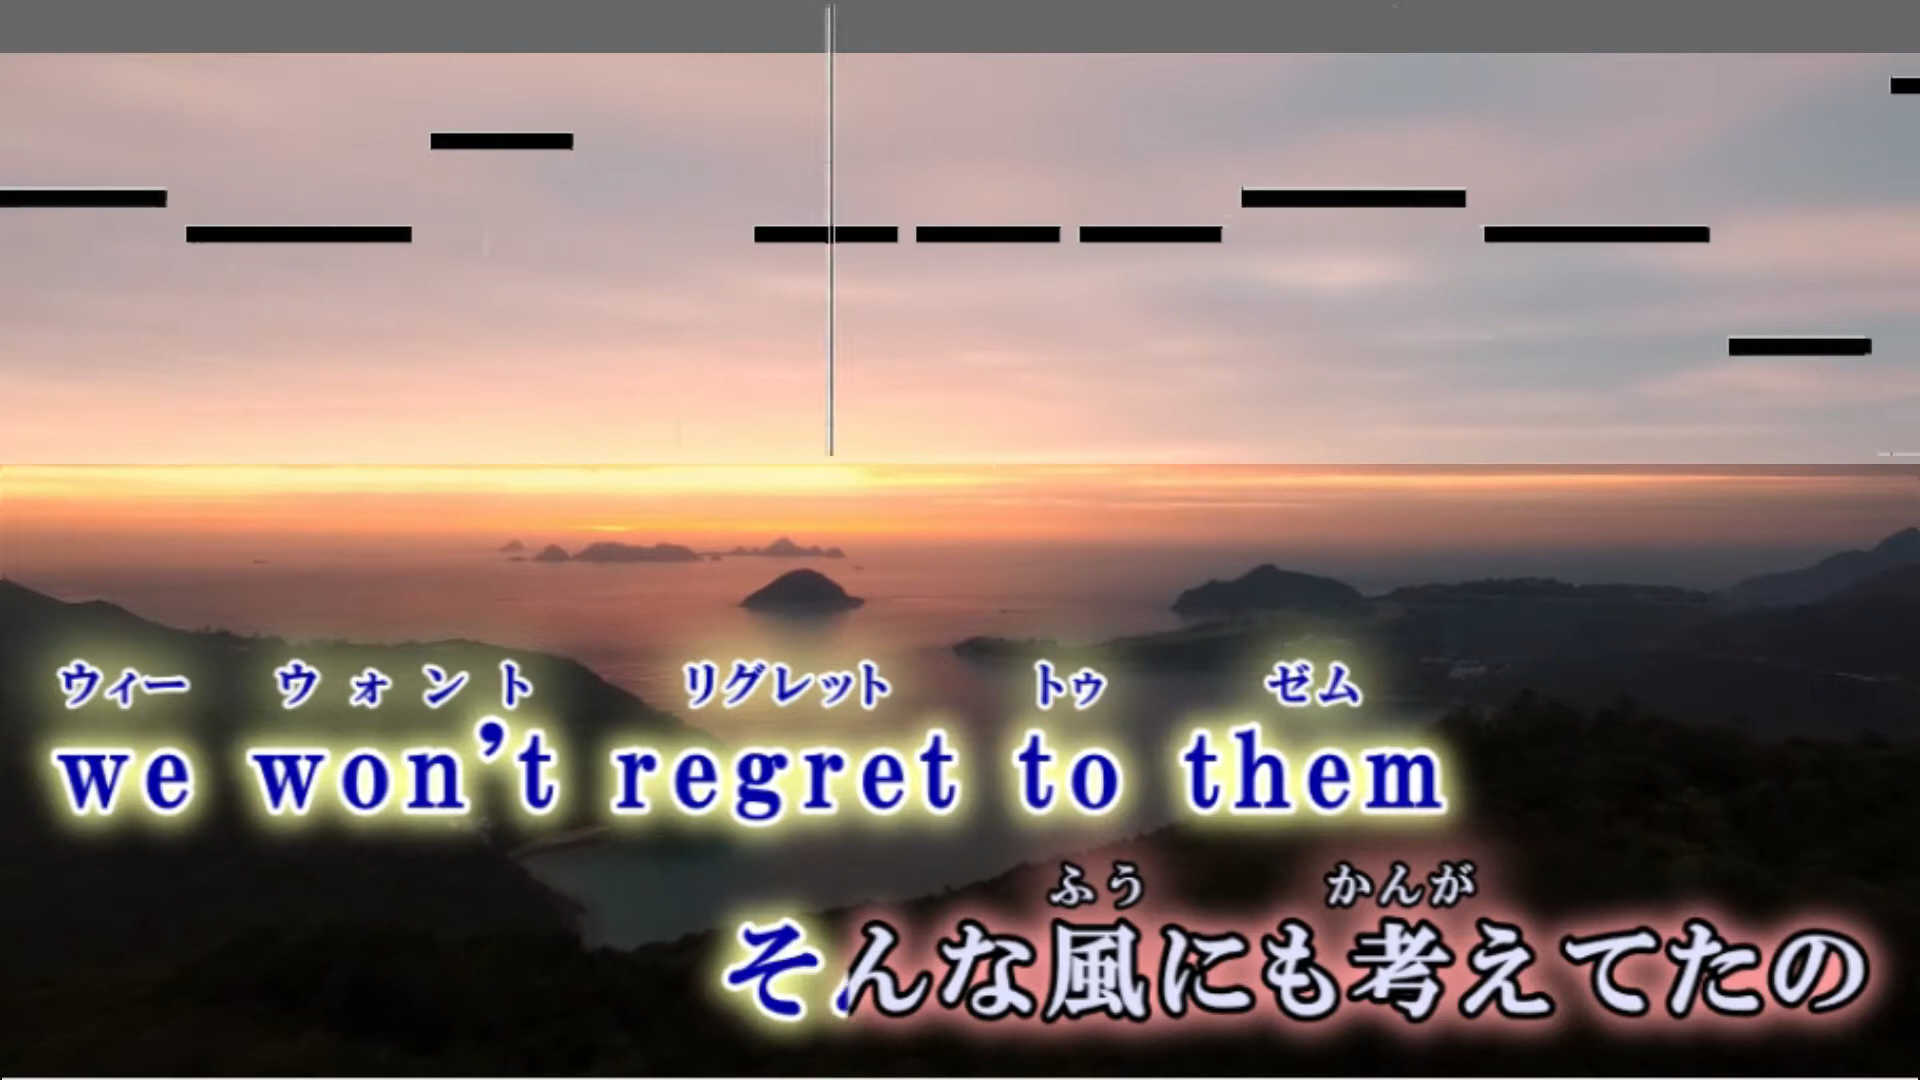 ウィー ウォント リグレット トゥ ゼム
we won't regret to them
ふう かんが
そんな風にも考えてたの